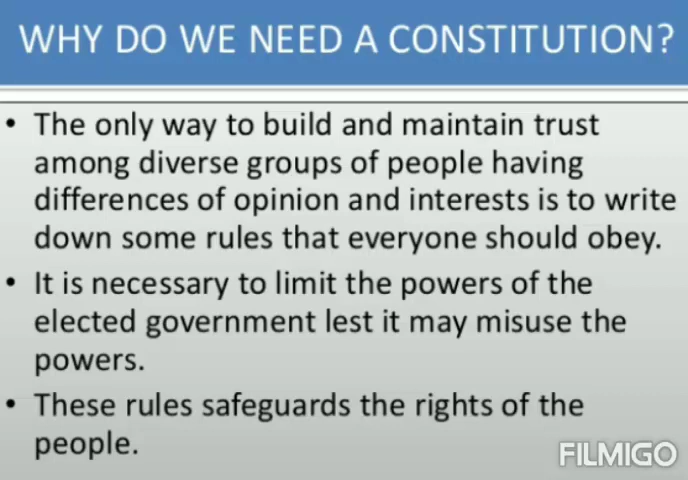 WHY DO WE NEED A CONSTITUTION?
• The only way to build and maintain trust
among diverse groups of people having
differences of opinion and interests is to write
down some rules that everyone should obey.
• It is necessary to limit the powers of the
elected government lest it may misuse the
powers.
• These rules safeguards the rights of the
people.
FILMIGO